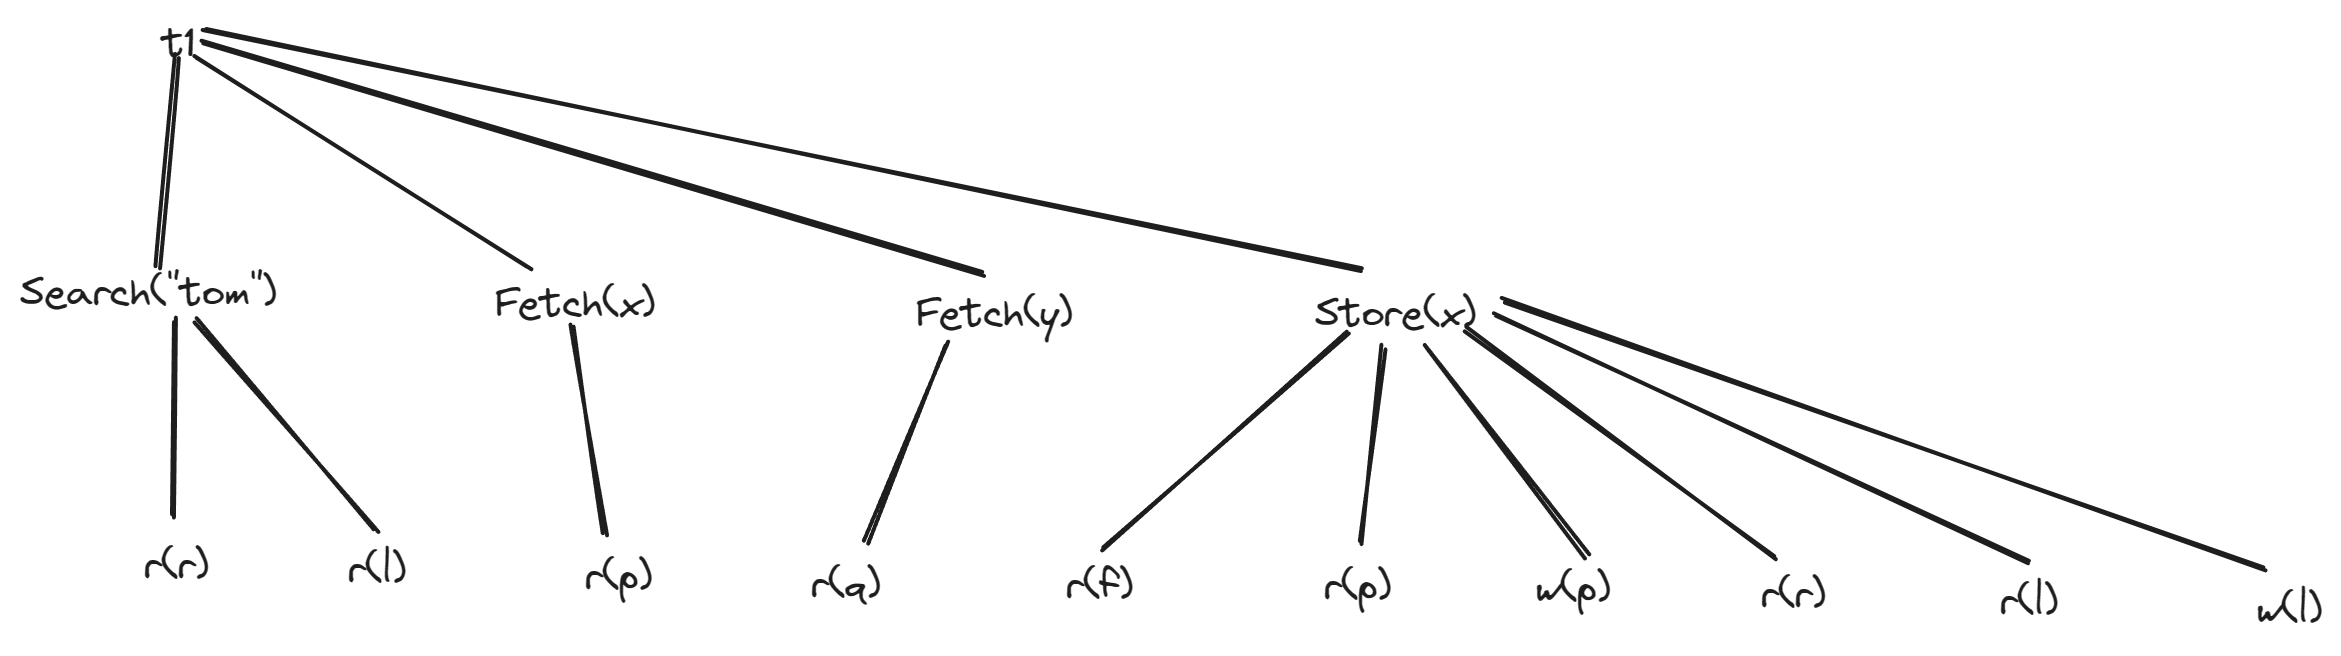 t1
Search("tom") Fetch(x) Fetch(y) Store(x)
r(r) r(l) r(p) r(q) r(f) r(p) w(p) r(r) r(l) w(l)